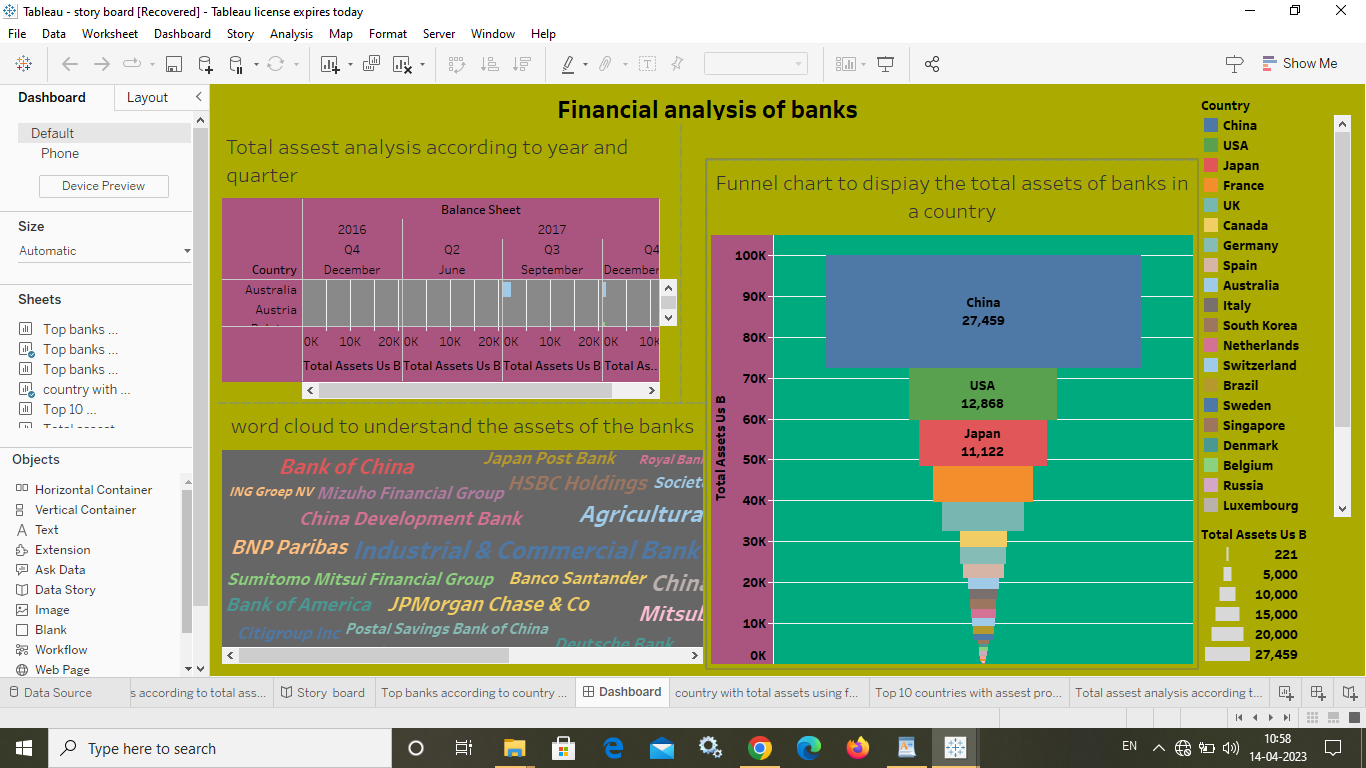 Tableau - story board [Recovered] - Tableau license expires today
File Data Worksheet Dashboard Story Analysis Map Format Server Window Help
Show Me
Dashboard Layout
Default
Phone
Device Preview
Size
Automatic
Sheets
Top banks ...
Top banks ...
Top banks ...
country with ...
Top 10 ...
Objects
Horizontal Container
Vertical Container
Text
Extension
Ask Data
Data Story
Image
Blank
Workflow
Web Page
Financial analysis of banks
Total assest analysis according to year and
quarter
Balance Sheet
2016 2017
Q4 Q2 Q3 Q4
Country December June September December
Australia
Austria
0K 10K 20K 0K 10K 20K 0K 10K 20K 0K 10K
Total Assets Us B Total Assets Us B Total Assets Us B Total As..
word cloud to understand the assets of the banks
Bank of China Japan Post Bank Royal Ban
ING Groep NV Mizuho Financial Group HSBC Holdings Societ
China Development Bank Agricultura
BNP Paribas Industrial & Commercial Bank
Sumitomo Mitsui Financial Group Banco Santander China
Bank of America JPMorgan Chase & Co Mitsub
Citigroup Inc Postal Savings Bank of China
Deutsche Bank
Funnel chart to dispiay the total assets of banks in
a country
Total Assets Us B
100K
90K
80K
70K
60K
50K
40K
30K
20K
10K
0K
China
27,459
USA
12,868
Japan
11,122
Country
China
USA
Japan
France
UK
Canada
Germany
Spain
Australia
Italy
South Korea
Netherlands
Switzerland
Brazil
Sweden
Singapore
Denmark
Belgium
Russia
Luxembourg
Total Assets Us B
221
5,000
10,000
15,000
20,000
27,459
Data Source s according to total ass... Story board Top banks according to country ... Dashboard country with total assets using f... Top 10 countries with assest pro... Total assest analysis according t...
Type here to search
EN
10:58
14-04-2023